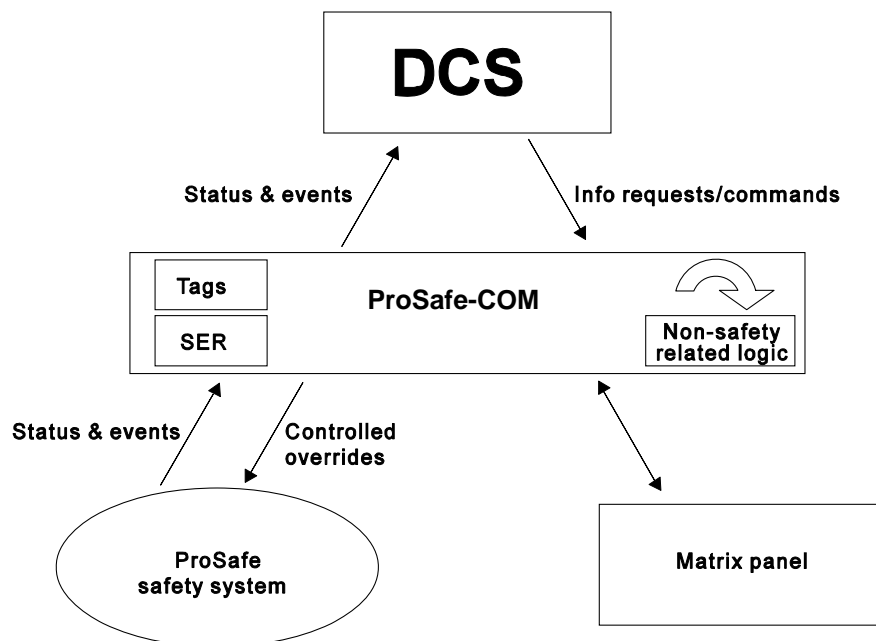 DCS
Status & events
Info requests/commands
Tags
ProSafe-COM
SER
Non-safety
related logic
Status & events
Controlled
overrides
ProSafe
safety system
Matrix panel